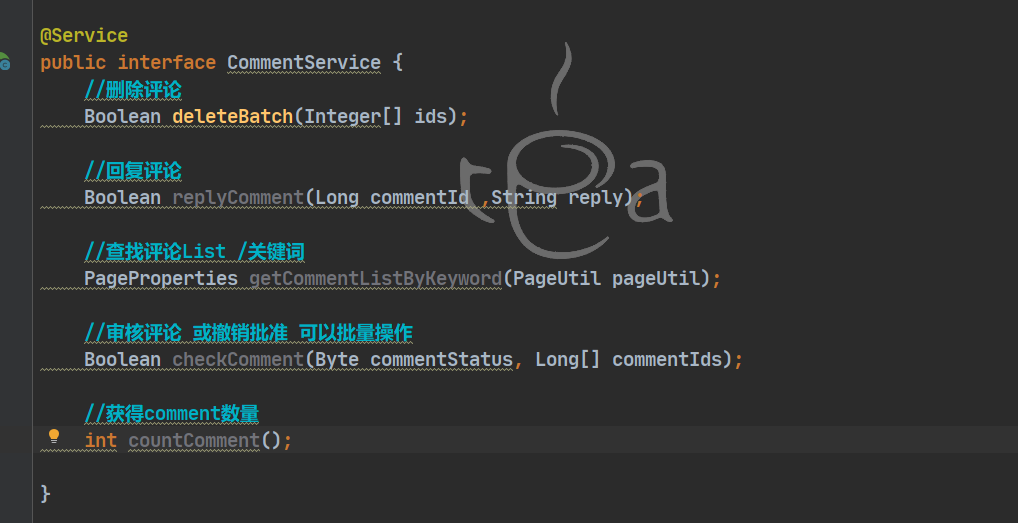 @Service
public interface CommentService {
//删除评论
Boolean deleteBatch(Integer[] ids);
//回复评论
Boolean replyComment(Long commentId ,String reply);
//查找评论List /关键词
PageProperties getCommentListByKeyword(PageUtil pageUtil);
//审核评论 或撤销批准 可以批量操作
Boolean checkComment(Byte commentStatus, Long[] commentIds);
//获得comment数量
int countComment();
}